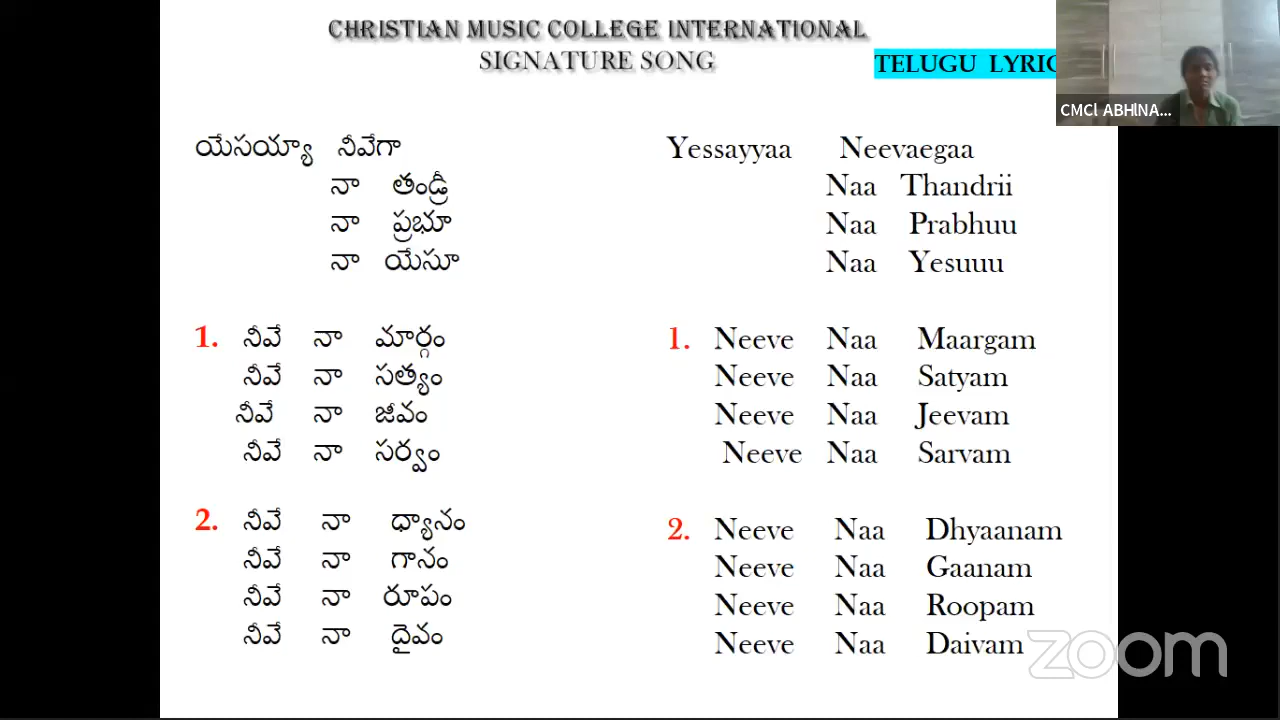 CHRISTIAN MUSIC COLLEGE INTERNATIONAL
SIGNATURE SONG
TELUGU LYRIC
CMCI ABHINA...
యేసయ్యా నీవేగా
నా తండ్రీ
నా ప్రభూ
నా యేసూ
1. నీవే నా మార్గం
నీవే నా సత్యం
నీవే నా జీవం
నీవే నా సర్వం
2. నీవే నా ధ్యానం
నీవే నా గానం
నీవే నా రూపం
నీవే నా దైవం
Yessayyaa Neevaegaa
Naa Thandrii
Naa Prabhuu
Naa Yesuuu
1. Neeve Naa Maargam
Neeve Naa Satyam
Neeve Naa Jeevam
Neeve Naa Sarvam
2. Neeve Naa Dhyaanam
Neeve Naa Gaanam
Neeve Naa Roopam
Neeve Naa Daivam
zoom